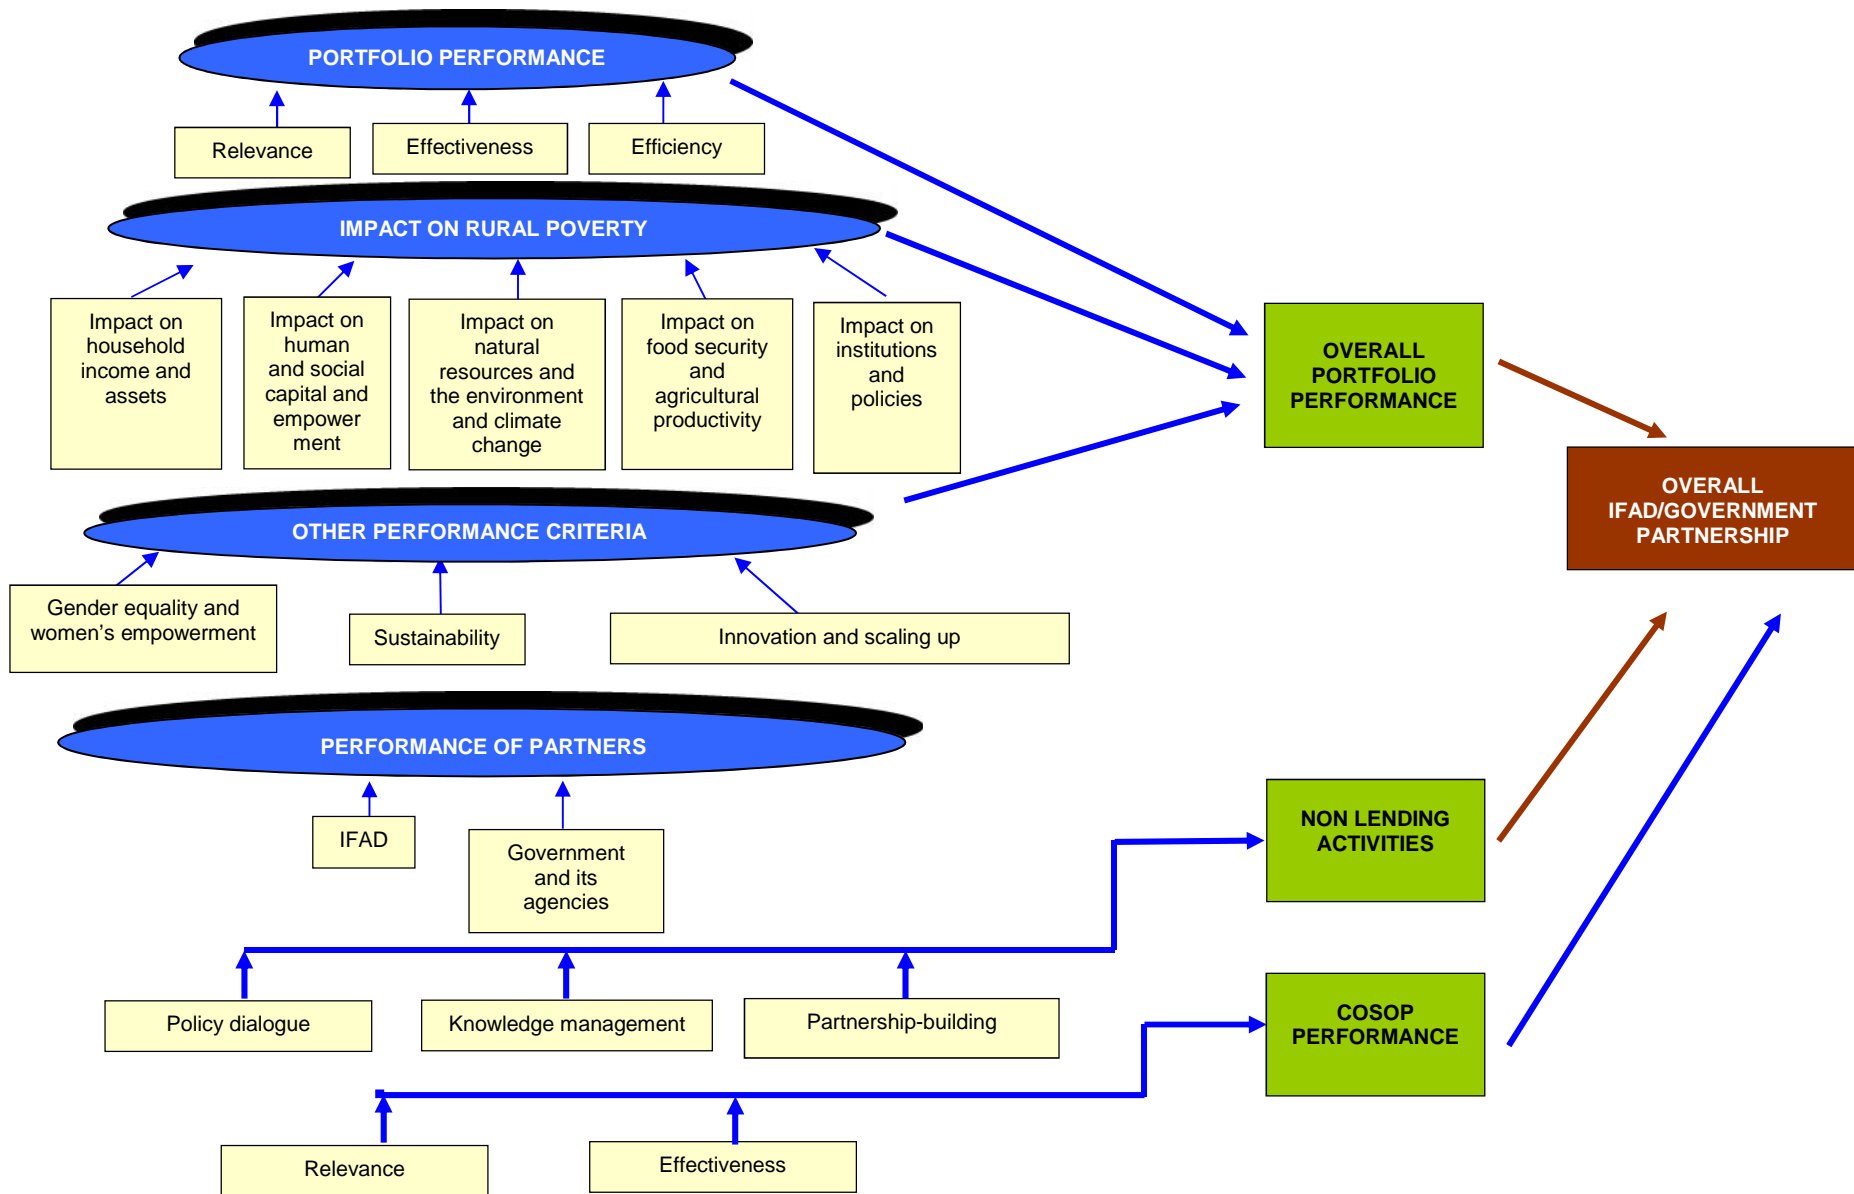 PORTFOLIO PERFORMANCE
Relevance
Effectiveness
Efficiency
IMPACT ON RURAL POVERTY
Impact on
household
income and
assets
Impact on
human
and social
capital and
empower
ment
Impact on
natural
resources and
the environment
and climate
change
Impact on
food security
and
agricultural
productivity
Impact on
institutions
and
policies
OVERALL
PORTFOLIO
PERFORMANCE
OVERALL
IFAD/GOVERNMENT
PARTNERSHIP
OTHER PERFORMANCE CRITERIA
Gender equality and
women’s empowerment
Sustainability
Innovation and scaling up
PERFORMANCE OF PARTNERS
IFAD
Government
and its
agencies
NON LENDING
ACTIVITIES
Policy dialogue
Knowledge management
Partnership-building
COSOP
PERFORMANCE
Relevance
Effectiveness